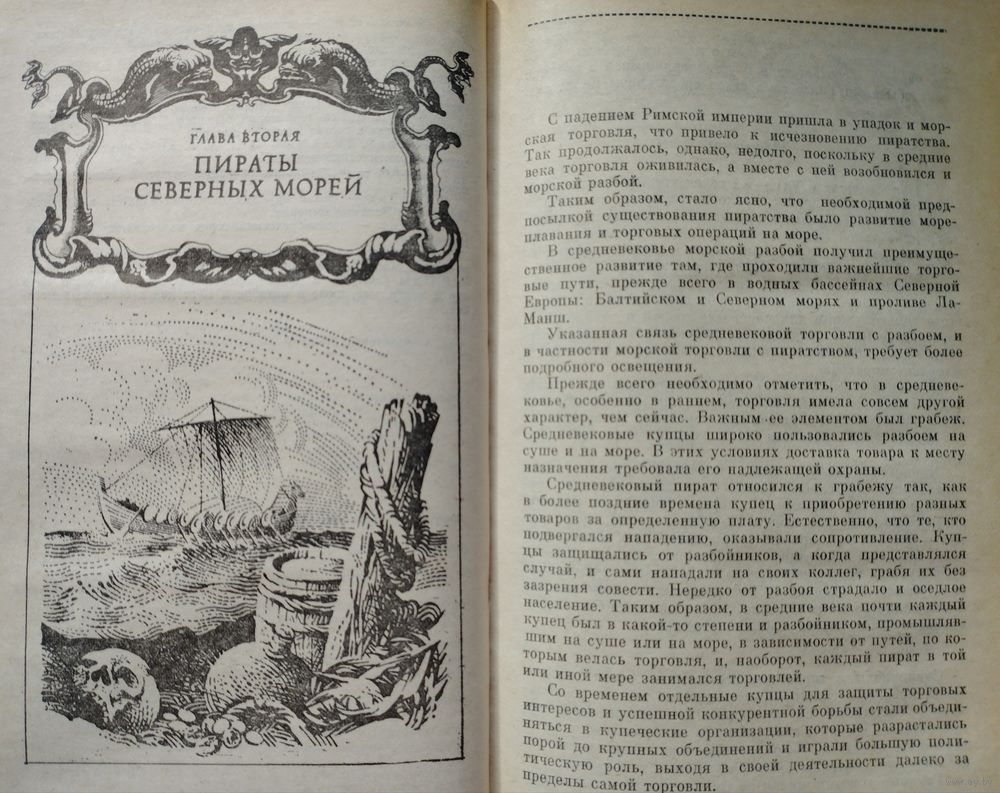 ГЛАВА ВТОРАЯ
ПИРАТЫ
СЕВЕРНЫХ МОРЕЙ
С падением Римской империи пришла в упадок и мор-
ская торговля, что привело к исчезновению пиратства.
Так продолжалось, однако, недолго, поскольку в средние
века торговля оживилась, а вместе с ней возобновился и
морской разбой.
Таким образом, стало ясно, что необходимой пред-
посылкой существования пиратства было развитие море-
плавания и торговых операций на море.
В средневековье морской разбой получил преимуще-
ственное развитие там, где проходили важнейшие торго-
вые пути, прежде всего в водных бассейнах Северной
Европы: Балтийском и Северном морях и проливе Ла-
Манш.
Указанная связь средневековой торговли с разбоем, и
в частности морской торговли с пиратством, требует более
подробного освещения.
Прежде всего необходимо отметить, что в средневе-
ковье, особенно в раннем, торговля имела совсем другой
характер, чем сейчас. Важным ее элементом был грабеж.
Средневековые купцы широко пользовались разбоем на
суше и на море. В этих условиях доставка товара к месту
назначения требовала его надлежащей охраны.
Средневековый пират относился к грабежу так, как
в более поздние времена купец к приобретению разных
товаров за определенную плату. Естественно, что те, кто
подвергался нападению, оказывали сопротивление. Куп-
цы защищались от разбойников, а когда представлялся
случай, и сами нападали на своих коллег, грабя их без
зазрения совести. Нередко от разбоя страдало и оседлое
население. Таким образом, в средние века почти каждый
купец был в какой-то степени и разбойником, промышляв-
шим на суше или на море, в зависимости от путей, по ко-
торым велась торговля, и, наоборот, каждый пират в той
или иной мере занимался торговлей.
Со временем отдельные купцы для защиты торговых
интересов и успешной конкурентной борьбы стали объеди-
няться в купеческие организации, которые разрастались
порой до крупных объединений и играли большую поли-
тическую роль, выходя в своей деятельности далеко за
пределы самой торговли.